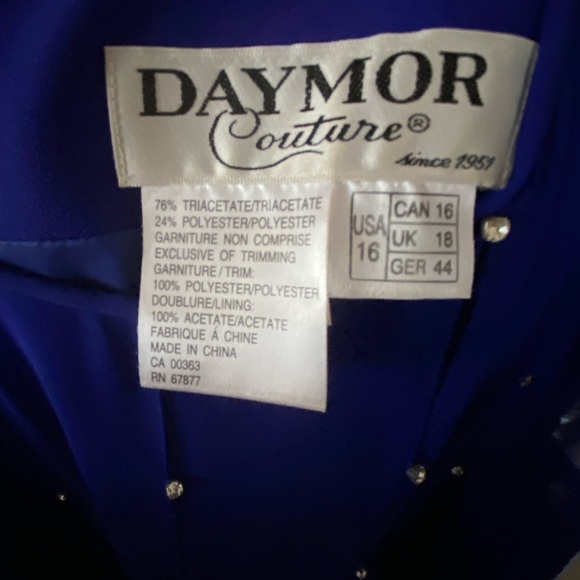 DAYMOR
Couture®
since 1951
76% TRIACETATE/TRIACETATE
24% POLYESTER/POLYESTER
GARNITURE NON COMPRISE
EXCLUSIVE OF TRIMMING
GARNITURE/TRIM:
100% POLYESTER/POLYESTER
DOUBLURE/LINING:
100% ACETATE/ACETATE
FABRIQUE À CHINE
MADE IN CHINA
CA 00363
RN 67877
USA 16
CAN 16
UK 18
GER 44